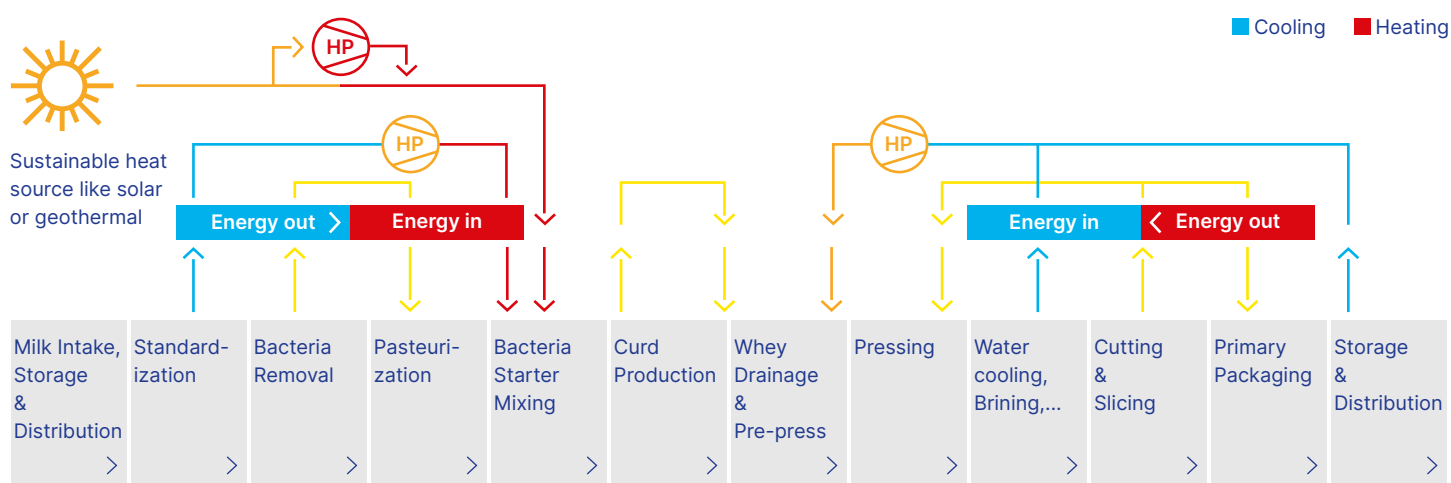 HP
Cooling
Heating
HP
HP
Sustainable heat
source like solar
or geothermal
Energy out
Energy in
Energy in
Energy out
Milk Intake,
Storage
&
Distribution
Standard-
ization
Bacteria
Removal
Pasteuri-
zation
Bacteria
Starter
Mixing
Curd
Production
Whey
Drainage
&
Pre-press
Pressing
Water
cooling,
Brining,...
Cutting
&
Slicing
Primary
Packaging
Storage
&
Distribution